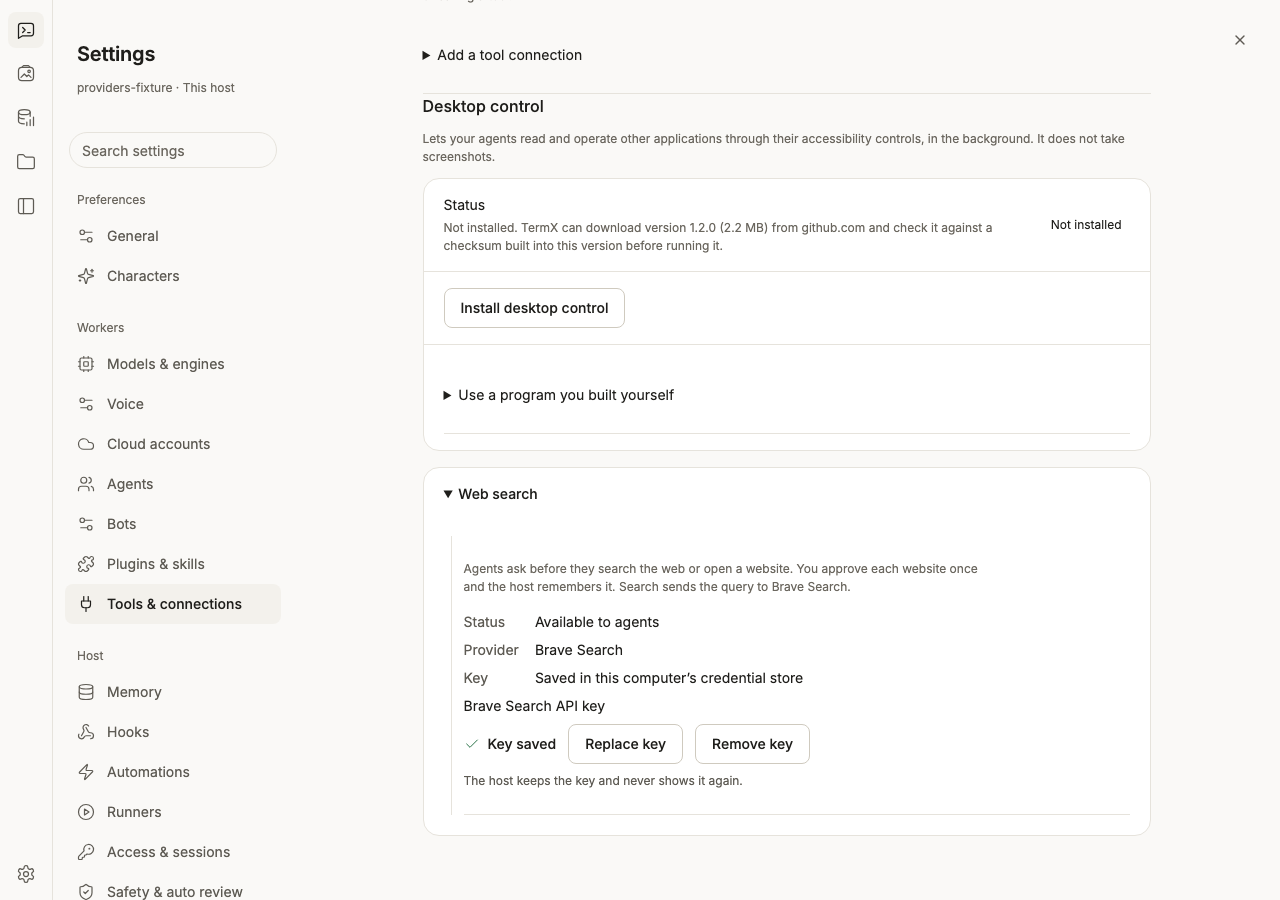 Settings
providers-fixture · This host
Search settings
Preferences
General
Characters
Workers
Models & engines
Voice
Cloud accounts
Agents
Bots
Plugins & skills
Tools & connections
Host
Memory
Hooks
Automations
Runners
Access & sessions
Safety & auto review
Add a tool connection
Desktop control
Lets your agents read and operate other applications through their accessibility controls, in the background. It does not take
screenshots.
Status
Not installed. TermX can download version 1.2.0 (2.2 MB) from github.com and check it against a
checksum built into this version before running it.
Not installed
Install desktop control
Use a program you built yourself
Web search
Agents ask before they search the web or open a website. You approve each website once
and the host remembers it. Search sends the query to Brave Search.
Status Available to agents
Provider Brave Search
Key Saved in this computer’s credential store
Brave Search API key
Key saved Replace key Remove key
The host keeps the key and never shows it again.